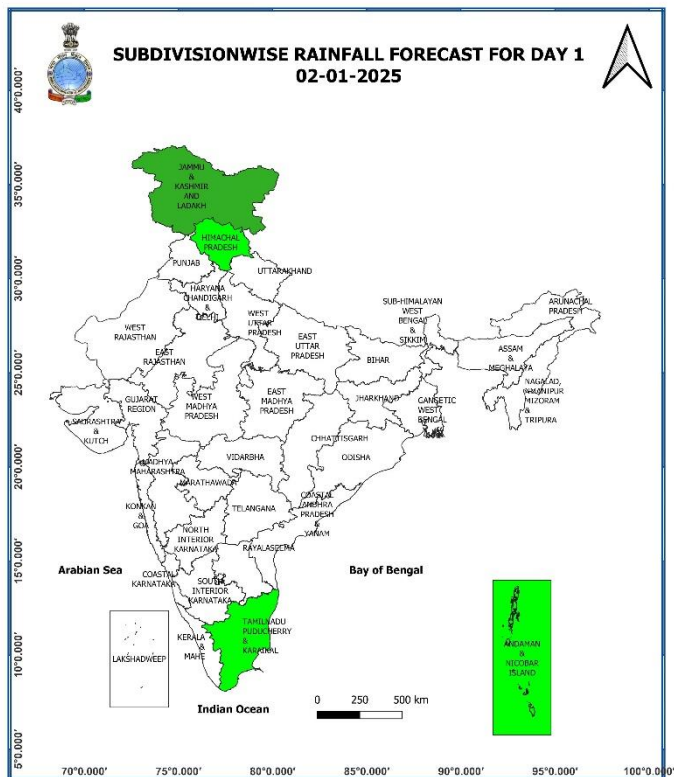 SUBDIVISIONWISE RAINFALL FORECAST FOR DAY 1
02-01-2025
40°0.000'
35°0.000'
30°0.000'
25°0.000'
20°0.000'
15°0.000'
10°0.000'
5°0.000'
JAMMU
&
KASHMIR
AND
LADAKH
HIMACHAL
PRADESH
PUNJAB
UTTARAKHAND
HARYANA
CHANDIGARH
&
DELHI
WEST
UTTAR
PRADESH
WEST
RAJASTHAN
EAST
RAJASTHAN
EAST
UTTAR
PRADESH
SUB-HIMALAYAN
WEST
BENGAL
&
SIKKIM
ARUNACHAL
PRADESH
BIHAR
ASSAM
&
MEGHALAYA
NAGALAD,
MANIPUR
MIZORAM
&
TRIPURA
GUJARAT
REGION
SAURASHTRA
&
KUTCH
WEST
MADHYA
PRADESH
EAST
MADHYA
PRADESH
JHARKHAND
GANGETIC
WEST
BENGAL
CHHATTISGARH
ODISHA
VIDARBHA
MADHYA
MAHARASHTRA
MARATHAWADA
KONKAN
&
GOA
TELANGANA
COASTAL
ANDHRA
PRADESH
&
YANAM
NORTH
INTERIOR
KARNATAKA
RAYALASEEMA
COASTAL
KARNATAKA
SOUTH
INTERIOR
KARNATAKA
Arabian Sea
Bay of Bengal
TAMILNADU
PUDUCHERRY
&
KARAIKAL
KERALA
&
MAHE
LAKSHADWEEP
ANDAMAN
&
NICOBAR
ISLAND
Indian Ocean
0 250 500 km
70°0.000' 75°0.000' 80°0.000' 85°0.000' 90°0.000' 95°0.000' 100°0.000'